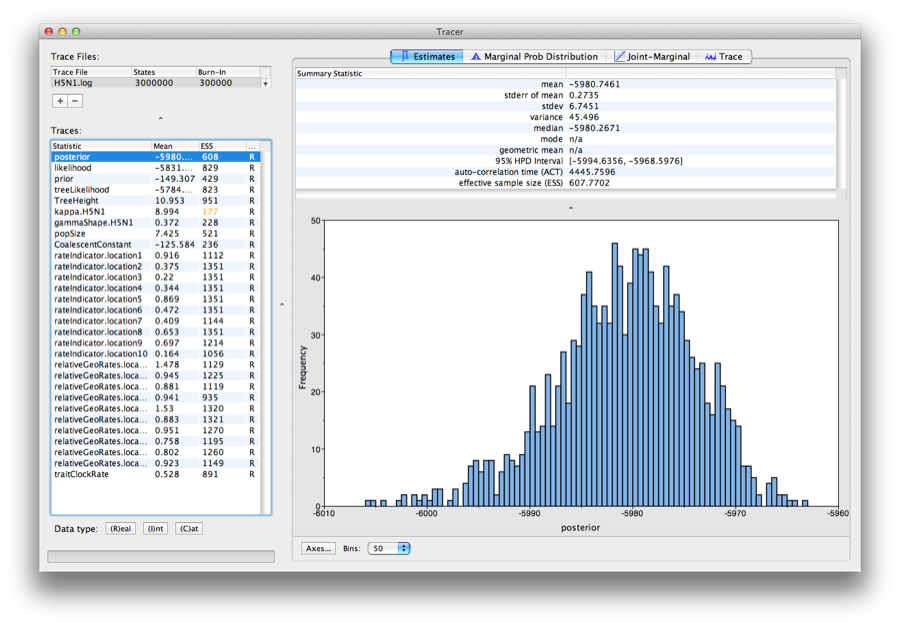 Tracer
Trace Files:
Trace File States Burn-In
H5N1.log 3000000 300000
+ −
Traces:
Statistic Mean ESS ...
posterior -5980.... 608 R
likelihood -5831.... 829 R
prior -149.307 429 R
treeLikelihood -5784.... 823 R
TreeHeight 10.953 951 R
kappa.H5N1 8.994 177 R
gammaShape.H5N1 0.372 228 R
popSize 7.425 521 R
CoalescentConstant -125.584 236 R
rateIndicator.location1 0.916 1112 R
rateIndicator.location2 0.375 1351 R
rateIndicator.location3 0.22 1351 R
rateIndicator.location4 0.344 1351 R
rateIndicator.location5 0.869 1351 R
rateIndicator.location6 0.472 1351 R
rateIndicator.location7 0.409 1144 R
rateIndicator.location8 0.653 1351 R
rateIndicator.location9 0.697 1214 R
rateIndicator.location10 0.164 1056 R
relativeGeoRates.loca... 1.478 1129 R
relativeGeoRates.loca... 0.945 1225 R
relativeGeoRates.loca... 0.881 1119 R
relativeGeoRates.loca... 0.941 935 R
relativeGeoRates.loca... 1.53 1320 R
relativeGeoRates.loca... 0.883 1321 R
relativeGeoRates.loca... 0.951 1270 R
relativeGeoRates.loca... 0.758 1195 R
relativeGeoRates.loca... 0.802 1260 R
relativeGeoRates.loca... 0.923 1149 R
traitClockRate 0.528 891 R
Data type: (R)eal (I)nt (C)at
Estimates Marginal Prob Distribution Joint-Marginal Trace
Summary Statistic
mean -5980.7461
stderr of mean 0.2735
stdev 6.7451
variance 45.496
median -5980.2671
mode n/a
geometric mean n/a
95% HPD Interval [-5994.6356, -5968.5976]
auto-correlation time (ACT) 4445.7596
effective sample size (ESS) 607.7702
50
40
30
20
10
0
Frequency
-6010 -6000 -5990 -5980 -5970 -5960
posterior
Axes... Bins: 50